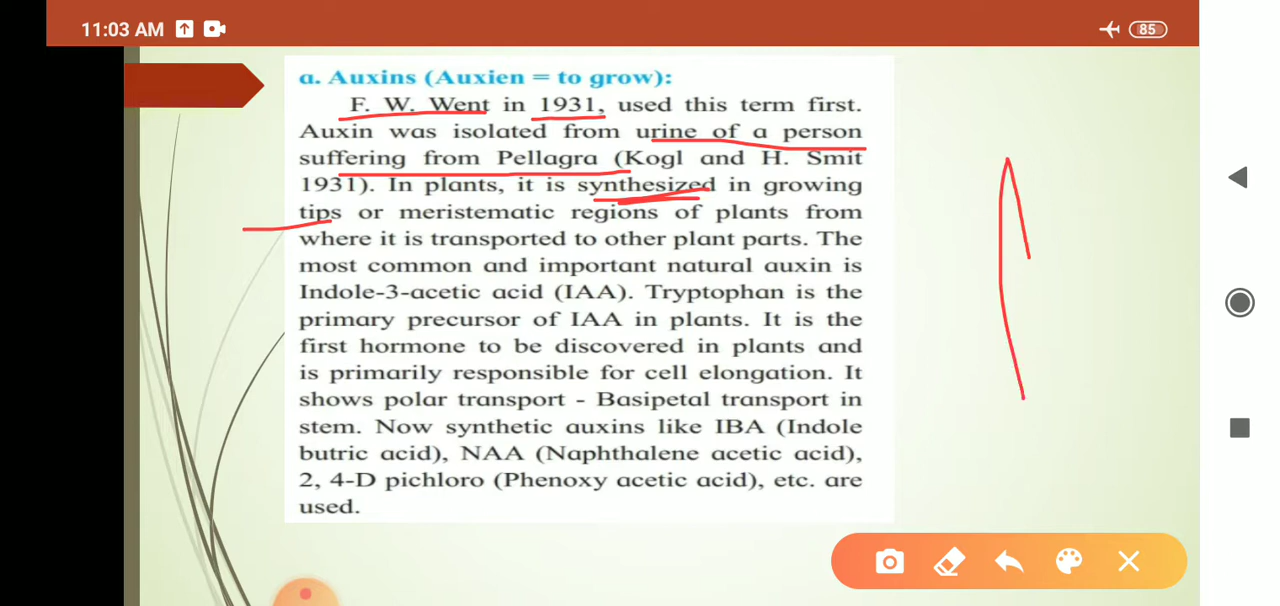 11:03 AM
85
a. Auxins (Auxien = to grow):
F. W. Went in 1931, used this term first.
Auxin was isolated from urine of a person
suffering from Pellagra (Kogl and H. Smit
1931). In plants, it is synthesized in growing
tips or meristematic regions of plants from
where it is transported to other plant parts. The
most common and important natural auxin is
Indole-3-acetic acid (IAA). Tryptophan is the
primary precursor of IAA in plants. It is the
first hormone to be discovered in plants and
is primarily responsible for cell elongation. It
shows polar transport - Basipetal transport in
stem. Now synthetic auxins like IBA (Indole
butric acid), NAA (Naphthalene acetic acid),
2, 4-D pichloro (Phenoxy acetic acid), etc. are
used.